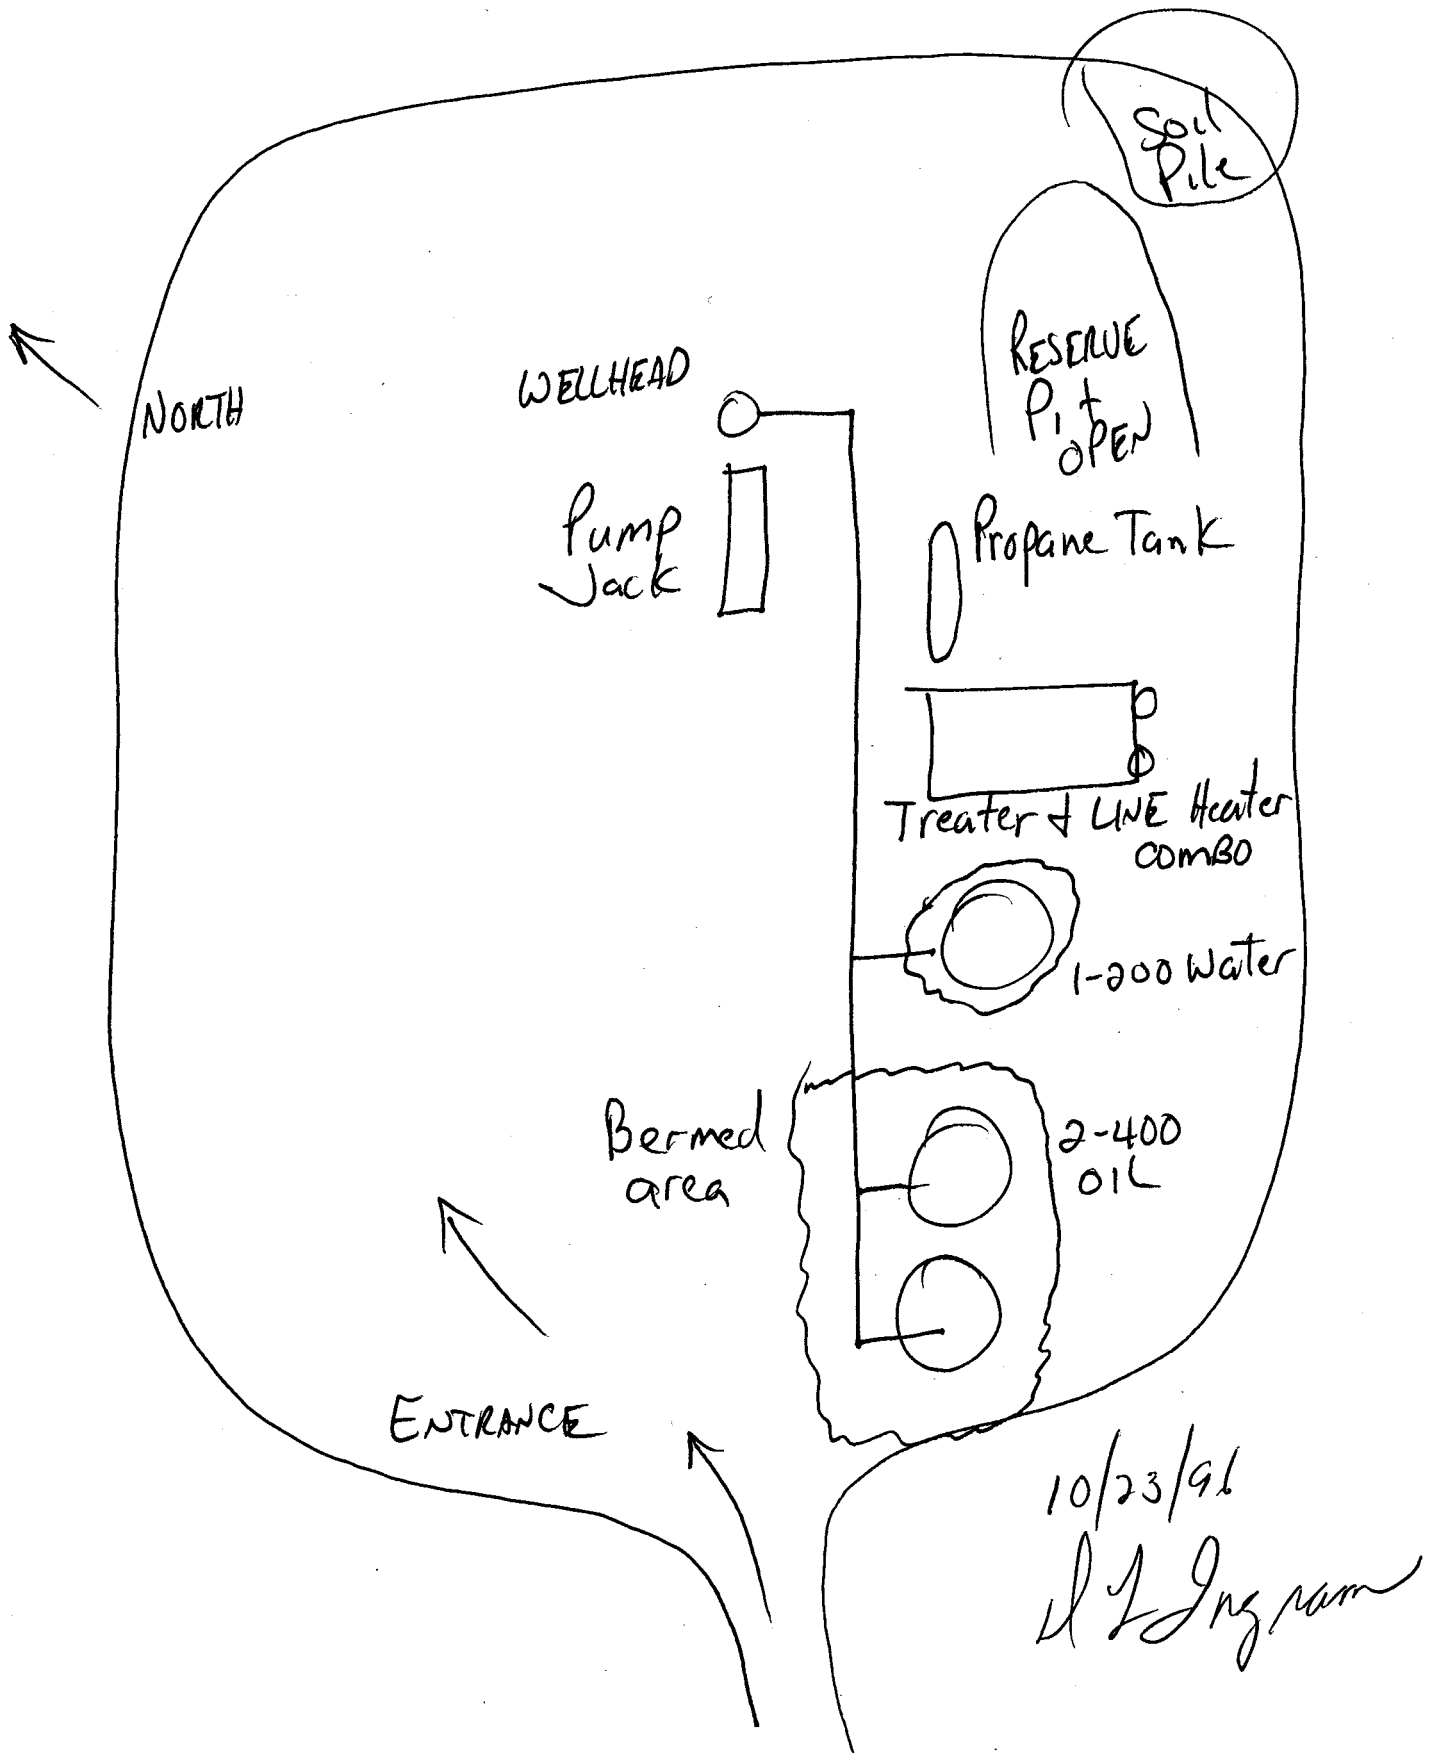 Soil
Pile
RESERVE
Pit
OPEN
WELLHEAD
NORTH
Pump
Jack
Propane Tank
Treater & LINE Heater
COMBO
1-200 Water
Bermed
area
2-400
OIL
ENTRANCE
10/23/96
D L Ingram